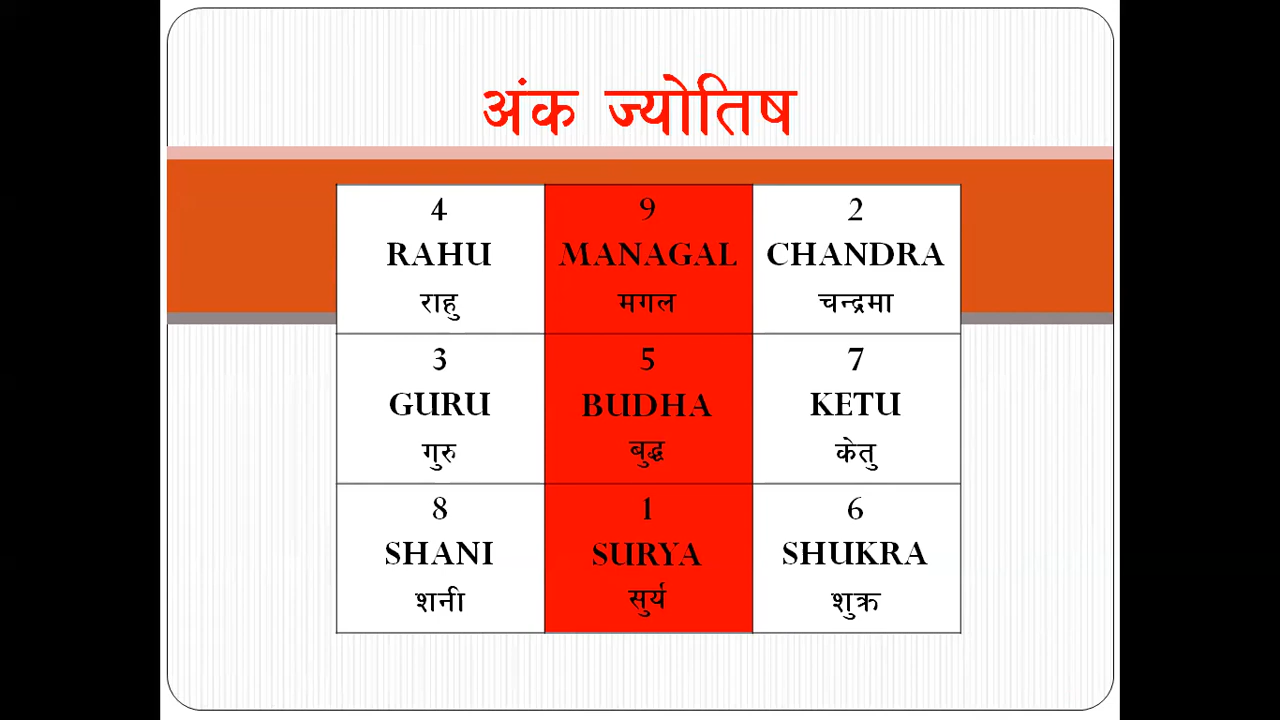 अंक ज्योतिष
4 9 2
RAHU MANAGAL CHANDRA
राहु मगल चन्द्रमा
3 5 7
GURU BUDHA KETU
गुरु बुद्ध केतु
8 1 6
SHANI SURYA SHUKRA
शनी सुर्य शुक्र